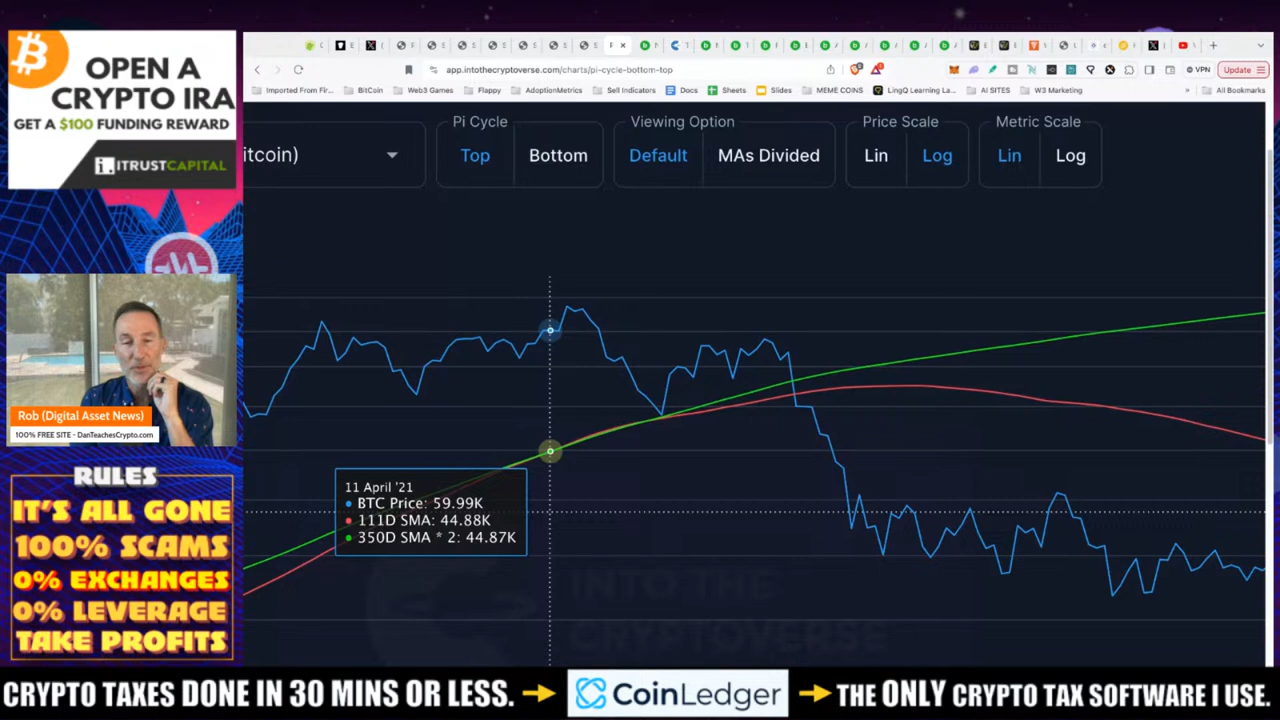 OPEN A
CRYPTO IRA
GET A $100 FUNDING REWARD
ITRUSTCAPITAL
app.intothecryptoverse.com/charts/pi-cycle-bottom-top
VPN
Update
Imported From Fir...
BitCoin
Web3 Games
Flappy
AdoptionMetrics
Sell Indicators
Docs
Sheets
Slides
MEME COINS
LingQ Learning La...
AI SITES
W3 Marketing
All Bookmarks
Pi Cycle
Viewing Option
Price Scale
Metric Scale
itcoin)
Top
Bottom
Default
MAs Divided
Lin
Log
Lin
Log
11 April '21
BTC Price: 59.99K
111D SMA: 44.88K
350D SMA * 2: 44.87K
INTO THE
CRYPTOVERSE
Rob (Digital Asset News)
100% FREE SITE - DanTeachesCrypto.com
RULES
IT'S ALL GONE
100% SCAMS
0% EXCHANGES
0% LEVERAGE
TAKE PROFITS
CRYPTO TAXES DONE IN 30 MINS OR LESS.
CoinLedger
THE ONLY CRYPTO TAX SOFTWARE I USE.